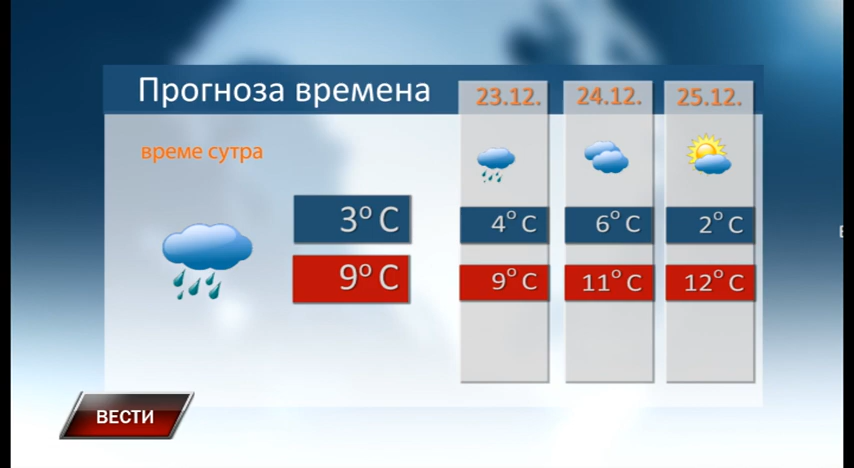 Прогноза времена
време сутра
3° C
9° C
23.12. 24.12. 25.12.
4° C 6° C 2° C
9° C 11° C 12° C
ВЕСТИ